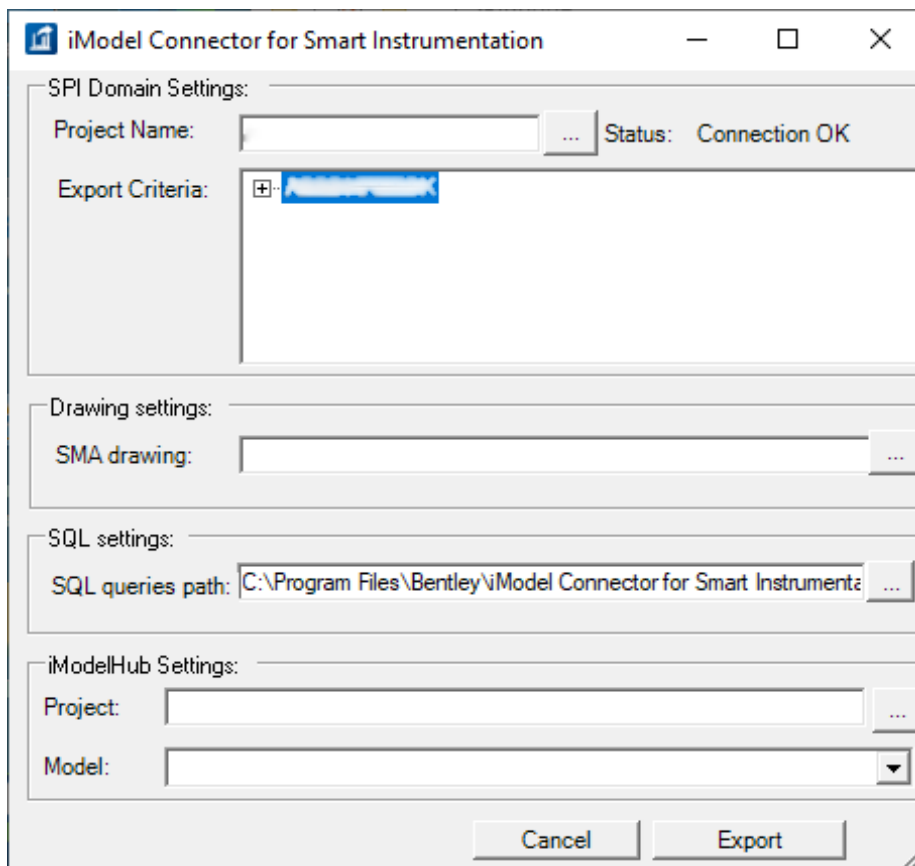 iModel Connector for Smart Instrumentation
SPI Domain Settings:
Project Name:
...
Status: Connection OK
Export Criteria:
Drawing settings:
SMA drawing:
...
SQL settings:
SQL queries path: C:\Program Files\Bentley\iModel Connector for Smart Instrumenta
...
iModelHub Settings:
Project:
...
Model:
Cancel Export